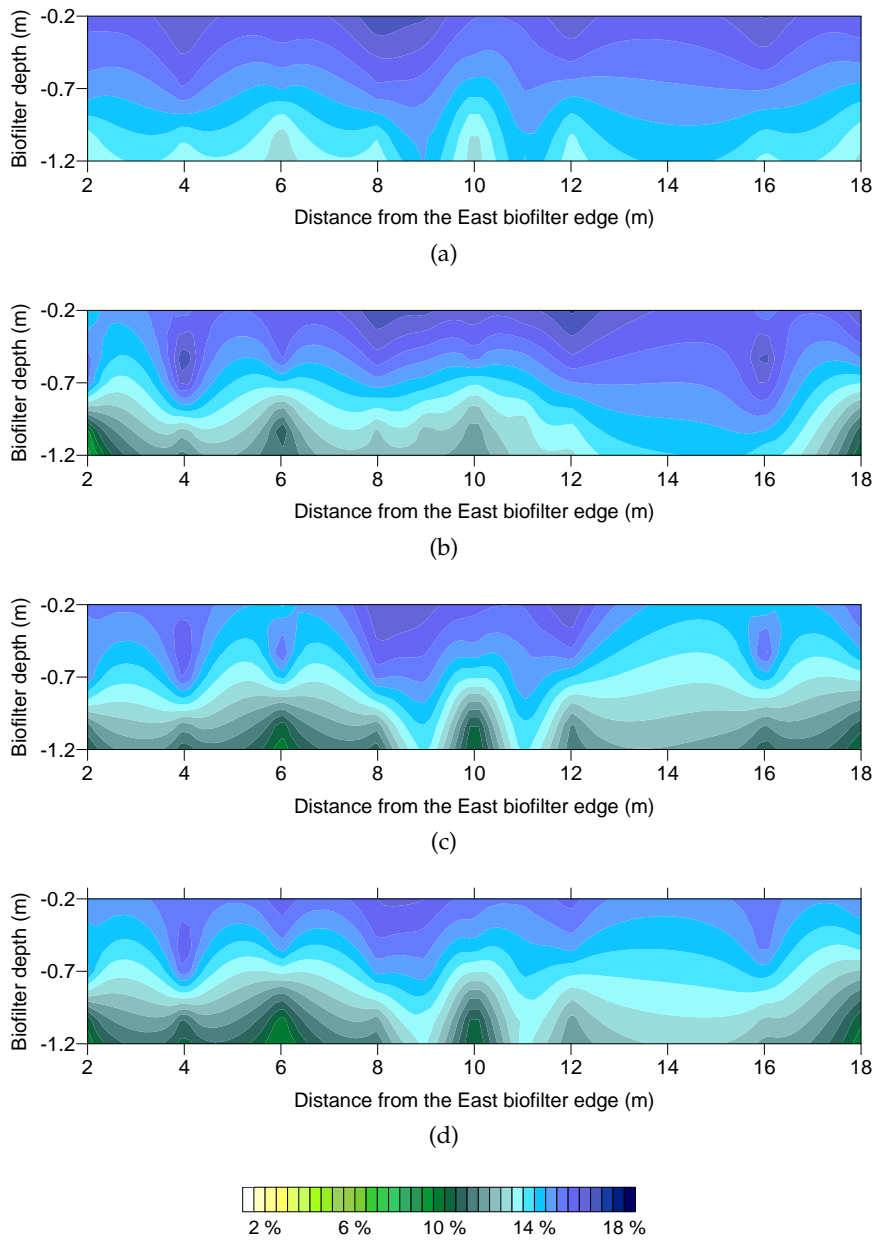 -0.2
-0.7
-1.2
Biofilter depth (m)
2 4 6 8 10 12 14 16 18
Distance from the East biofilter edge (m)
(a)
-0.2
-0.7
-1.2
Biofilter depth (m)
2 4 6 8 10 12 14 16 18
Distance from the East biofilter edge (m)
(b)
-0.2
-0.7
-1.2
Biofilter depth (m)
2 4 6 8 10 12 14 16 18
Distance from the East biofilter edge (m)
(c)
-0.2
-0.7
-1.2
Biofilter depth (m)
2 4 6 8 10 12 14 16 18
Distance from the East biofilter edge (m)
(d)
2 % 6 % 10 % 14 % 18 %